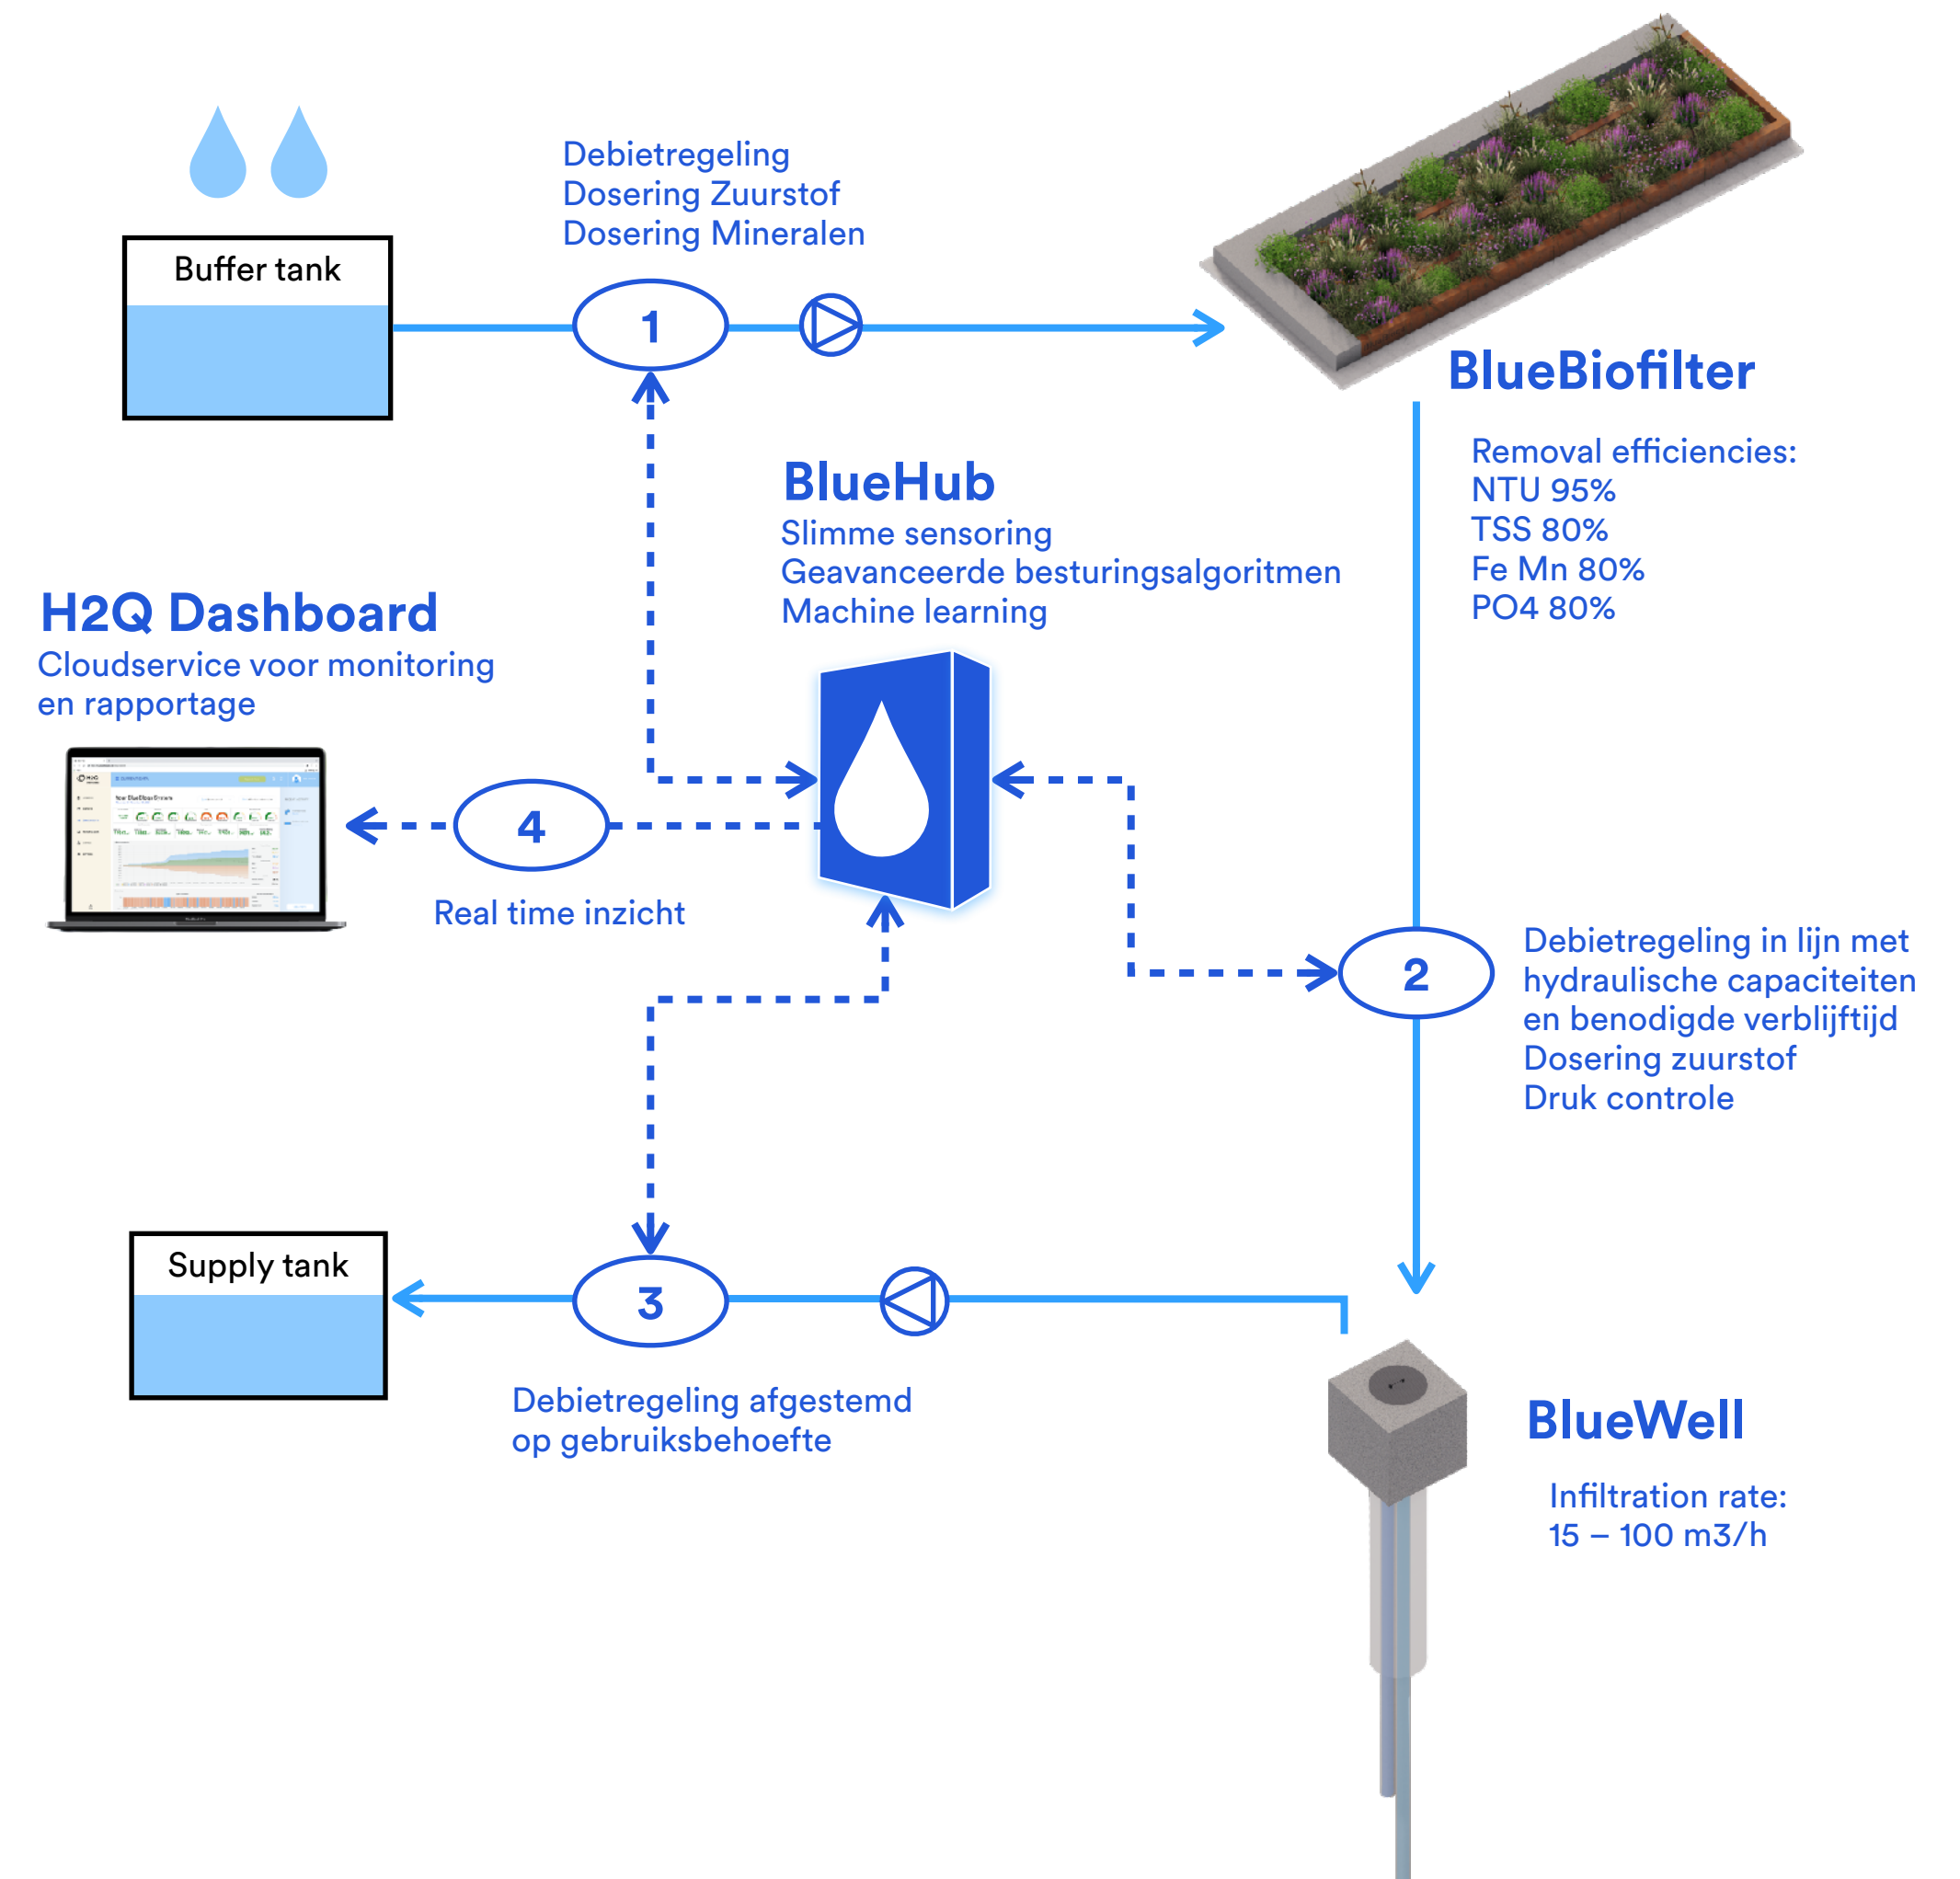 Buffer tank
Debietregeling
Dosering Zuurstof
Dosering Mineralen
1
BlueBiofilter
Removal efficiencies:
NTU 95%
TSS 80%
Fe Mn 80%
PO4 80%
BlueHub
Slimme sensoring
Geavanceerde besturingsalgoritmen
Machine learning
H2Q Dashboard
Cloudservice voor monitoring
en rapportage
4
Real time inzicht
2
Debietregeling in lijn met
hydraulische capaciteiten
en benodigde verblijftijd
Dosering zuurstof
Druk controle
Supply tank
3
Debietregeling afgestemd
op gebruiksbehoefte
BlueWell
Infiltration rate:
15 – 100 m3/h